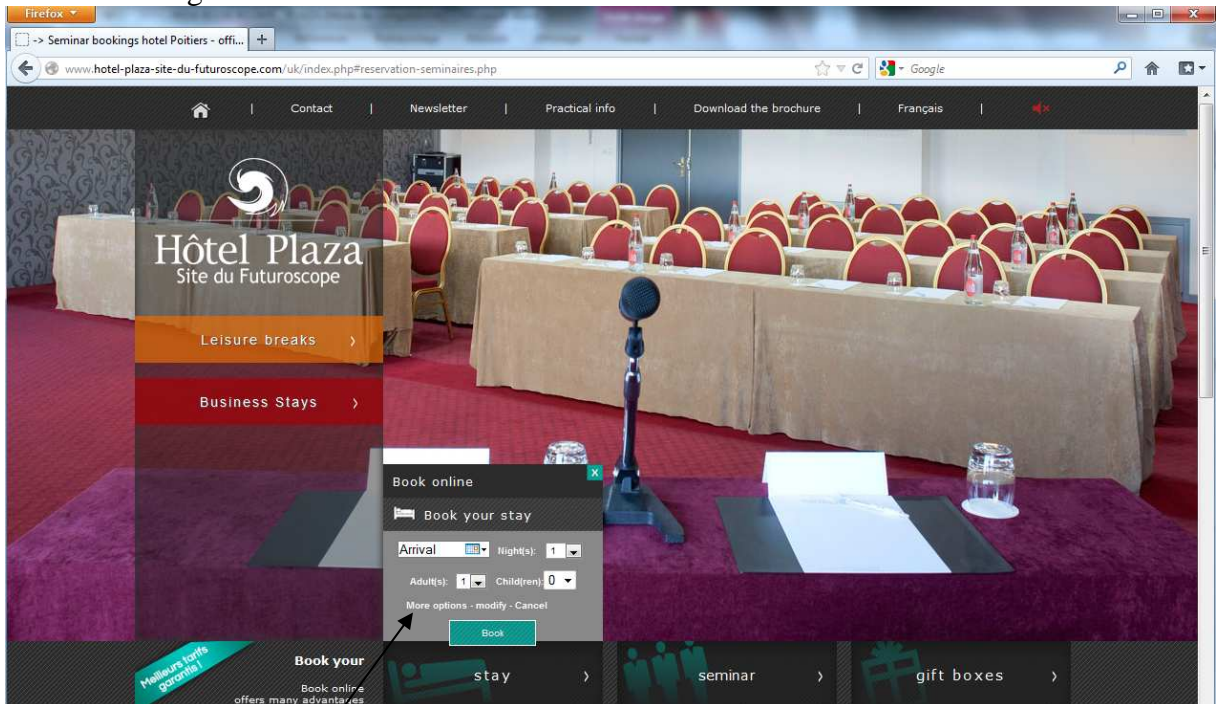 Firefox
-> Seminar bookings hotel Poitiers - offi...
www.hotel-plaza-site-du-futuroscope.com/uk/index.php#reservation-seminaires.php
Google
Contact | Newsletter | Practical info | Download the brochure | Français |
Hôtel Plaza
Site du Futuroscope
Leisure breaks
Business Stays
Book online
x
Book your stay
Arrival Night(s): 1
Adult(s): 1 Child(ren): 0
More options - modify - Cancel
Book
Meilleurs tarifs
garantis !
Book your
Book online
offers many advantages
stay
seminar
gift boxes